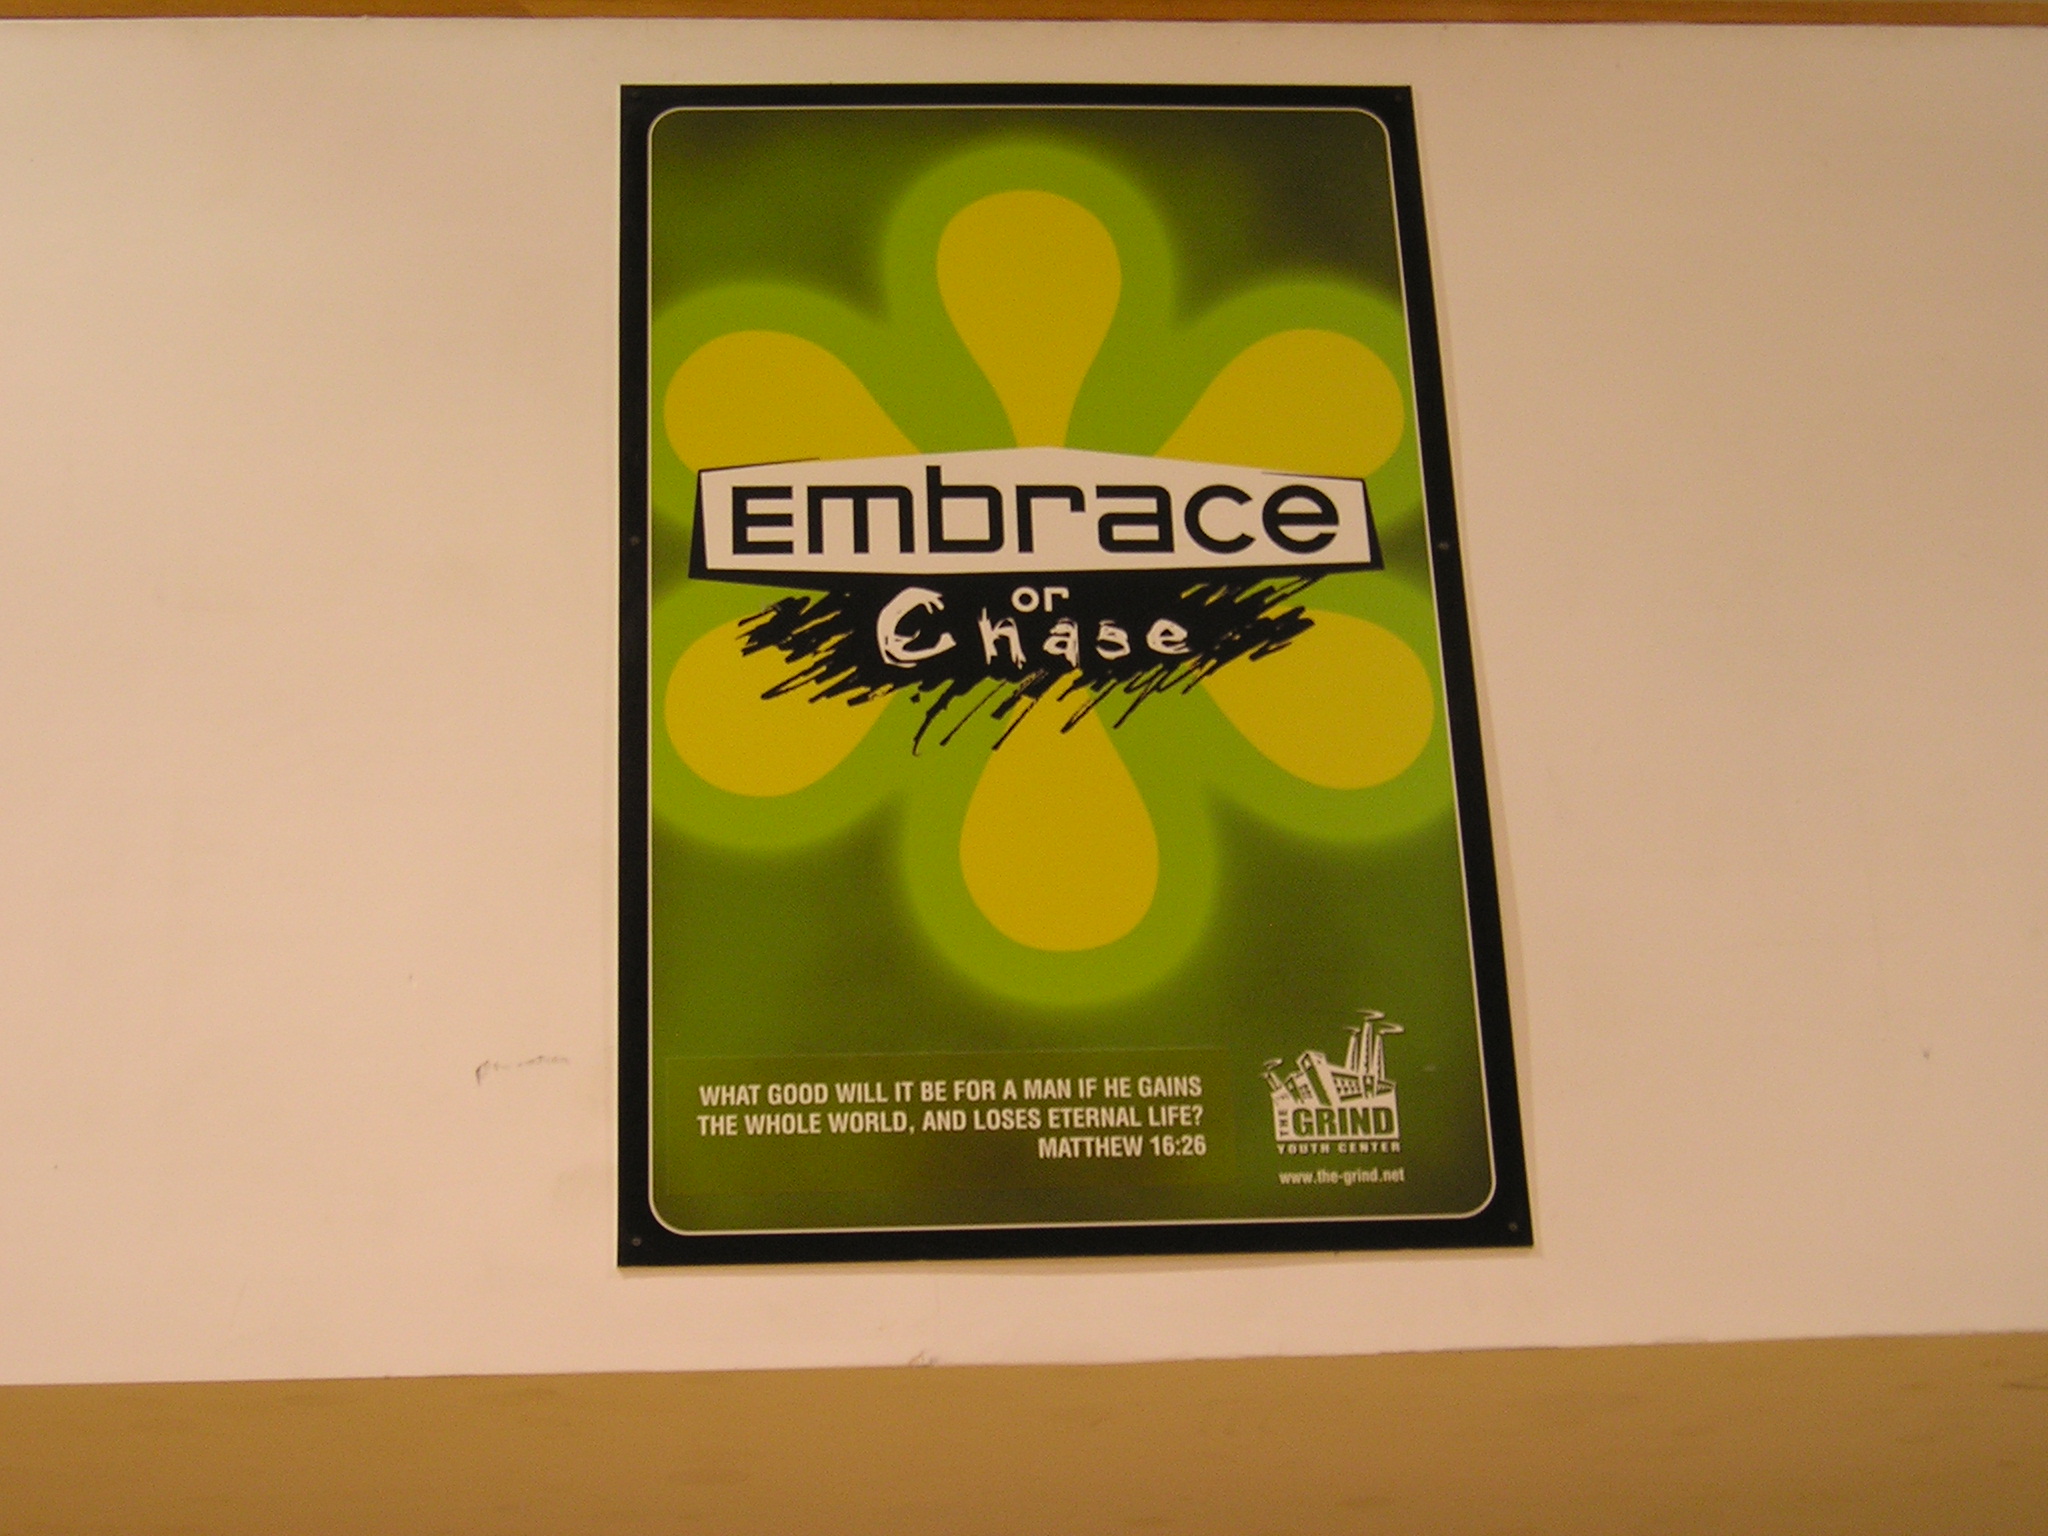 Embrace
or
Chase
WHAT GOOD WILL IT BE FOR A MAN IF HE GAINS
THE WHOLE WORLD, AND LOSES ETERNAL LIFE?
MATTHEW 16:26
THE GRIND
YOUTH CENTER
www.the-grind.net